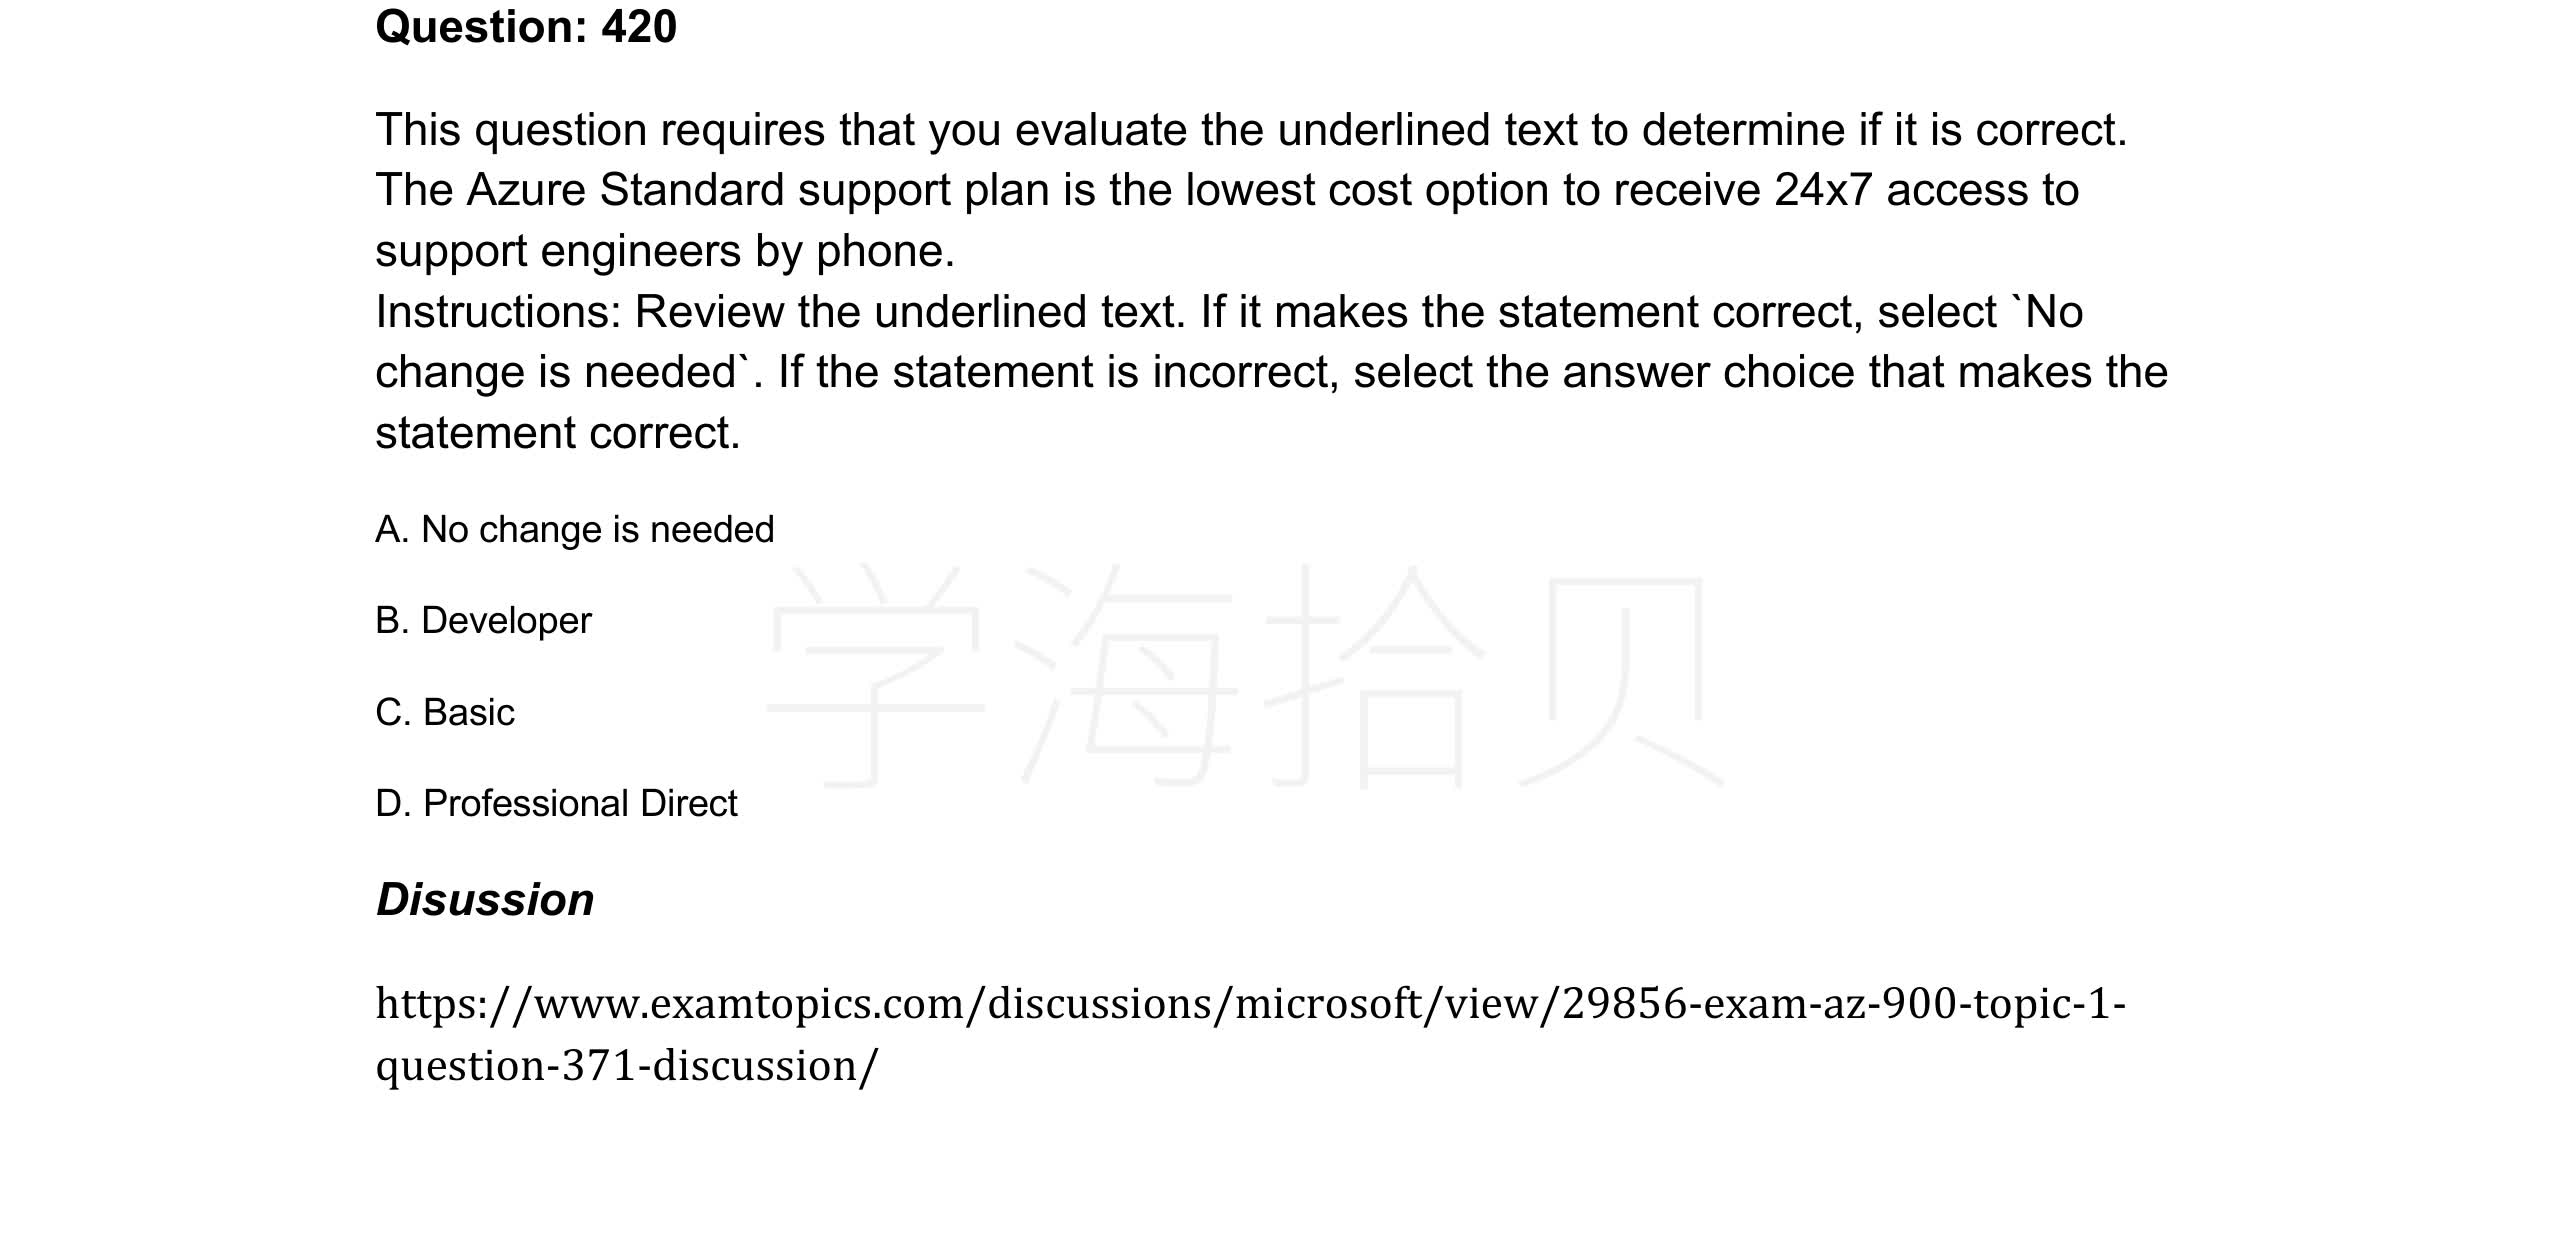 Question: 420
This question requires that you evaluate the underlined text to determine if it is correct.
The Azure Standard support plan is the lowest cost option to receive 24x7 access to
support engineers by phone.
Instructions: Review the underlined text. If it makes the statement correct, select `No
change is needed`. If the statement is incorrect, select the answer choice that makes the
statement correct.
A. No change is needed
学海拾贝
B. Developer
C. Basic
D. Professional Direct
Disussion
https://www.examtopics.com/discussions/microsoft/view/29856-exam-az-900-topic-1-
question-371-discussion/